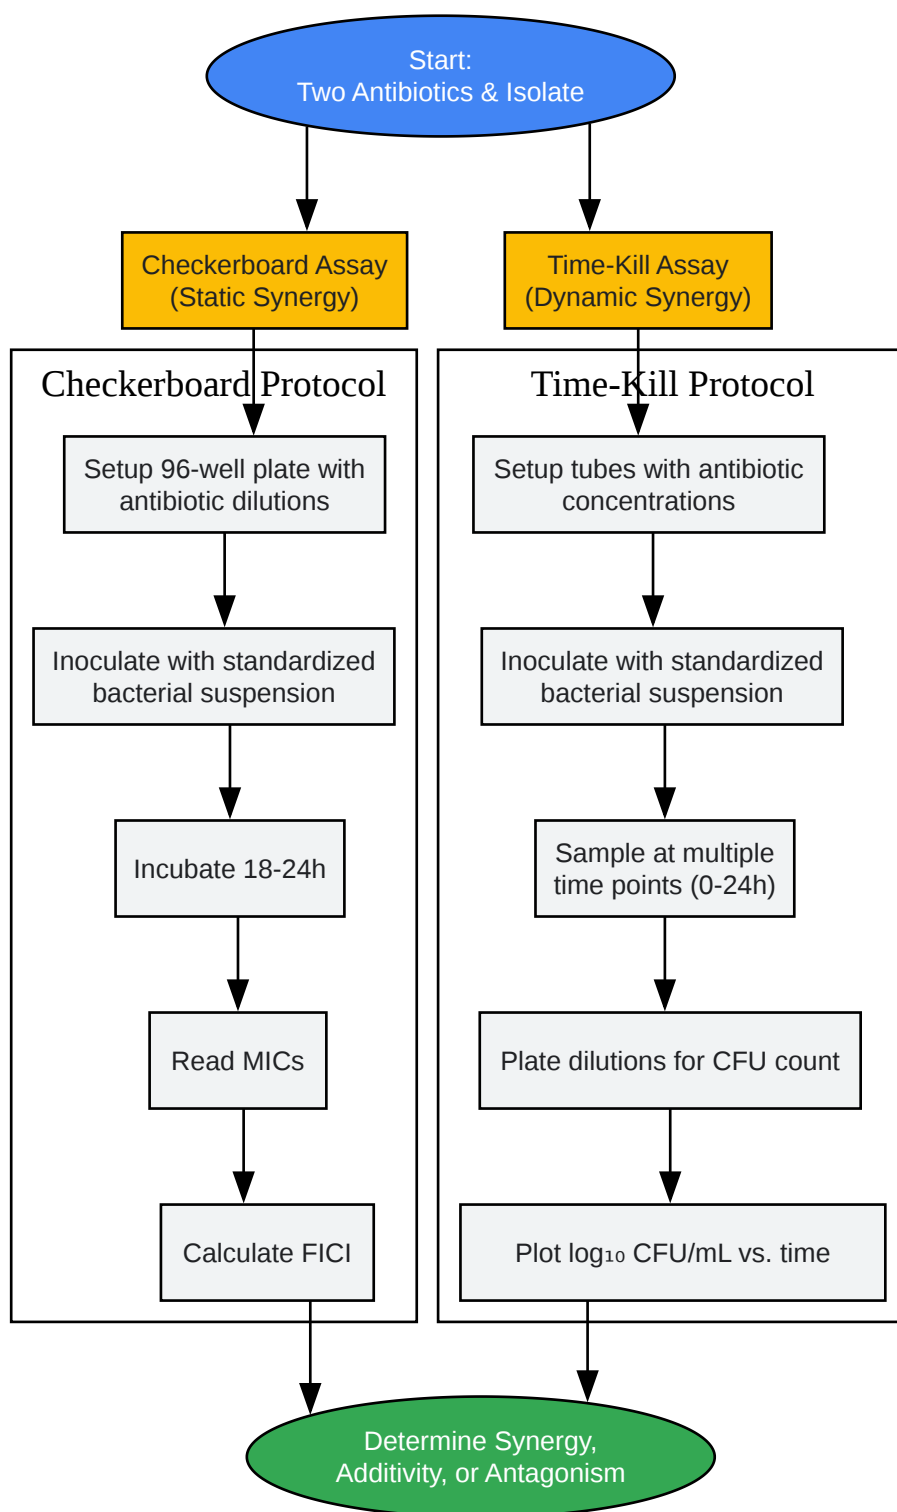 Start:
Two Antibiotics & Isolate
Checkerboard Assay
(Static Synergy)
Time-Kill Assay
(Dynamic Synergy)
Checkerboard Protocol
Setup 96-well plate with
antibiotic dilutions
Inoculate with standardized
bacterial suspension
Incubate 18-24h
Read MICs
Calculate FICI
Time-Kill Protocol
Setup tubes with antibiotic
concentrations
Inoculate with standardized
bacterial suspension
Sample at multiple
time points (0-24h)
Plate dilutions for CFU count
Plot log₁₀ CFU/mL vs. time
Determine Synergy,
Additivity, or Antagonism